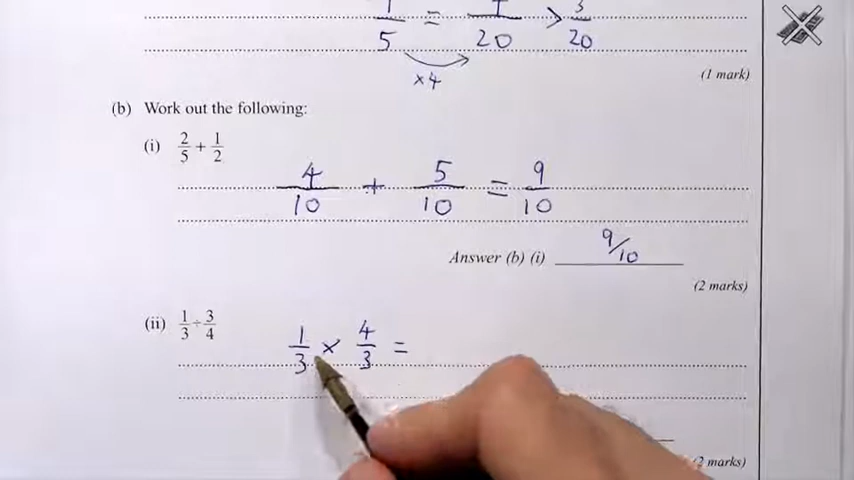 1/5 = 4/20 > 3/20
×4
(1 mark)
(b) Work out the following:
(i) 2/5 + 1/2
4/10 + 5/10 = 9/10
Answer (b) (i) 9/10
(2 marks)
(ii) 1/3 ÷ 3/4
1/3 × 4/3 =
(2 marks)